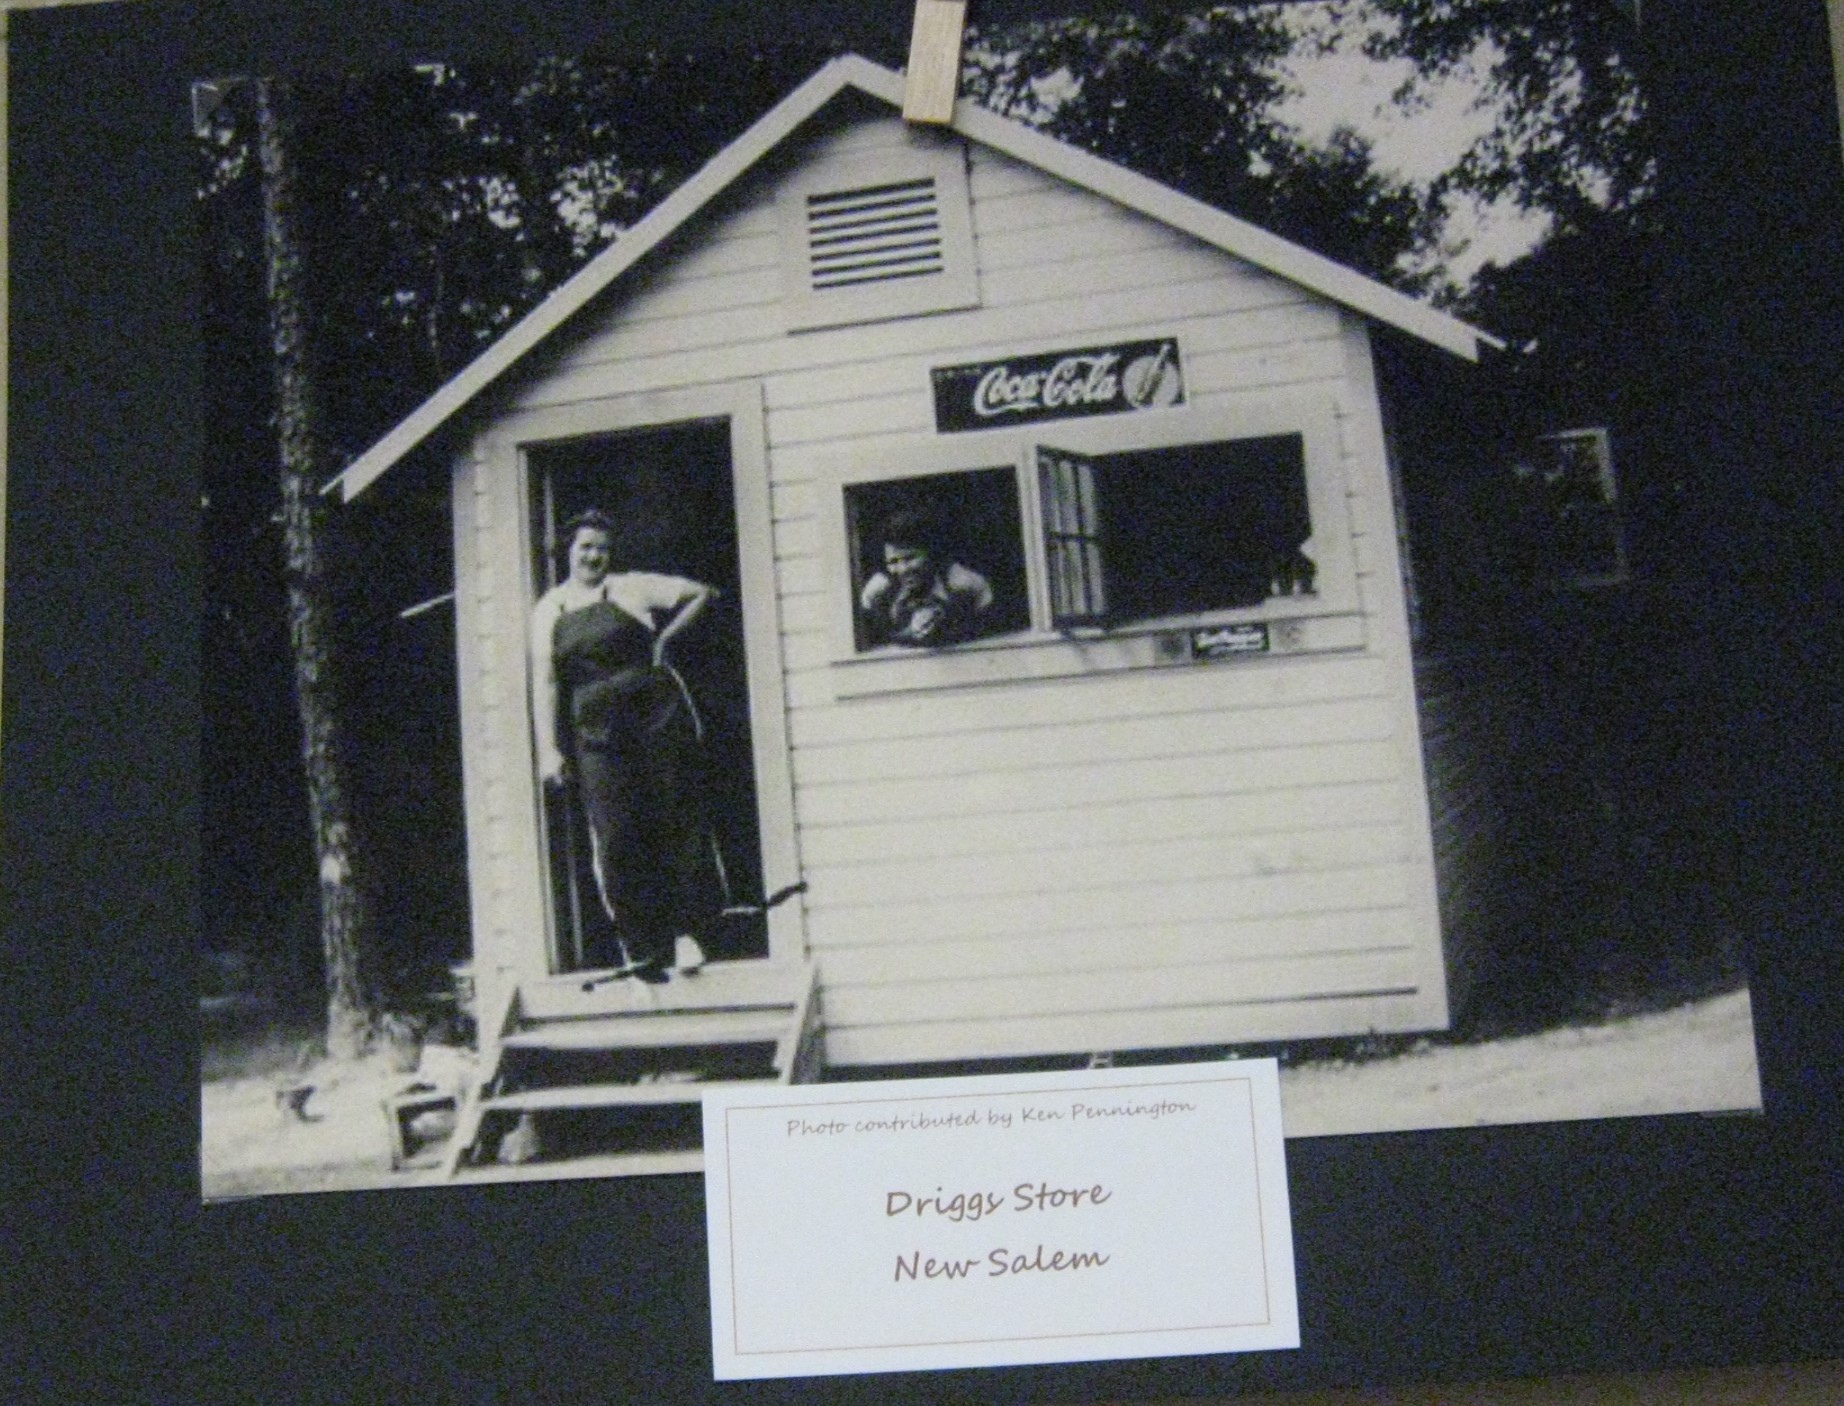 Coca-Cola
Photo contributed by Ken Pennington
Driggs Store
New Salem